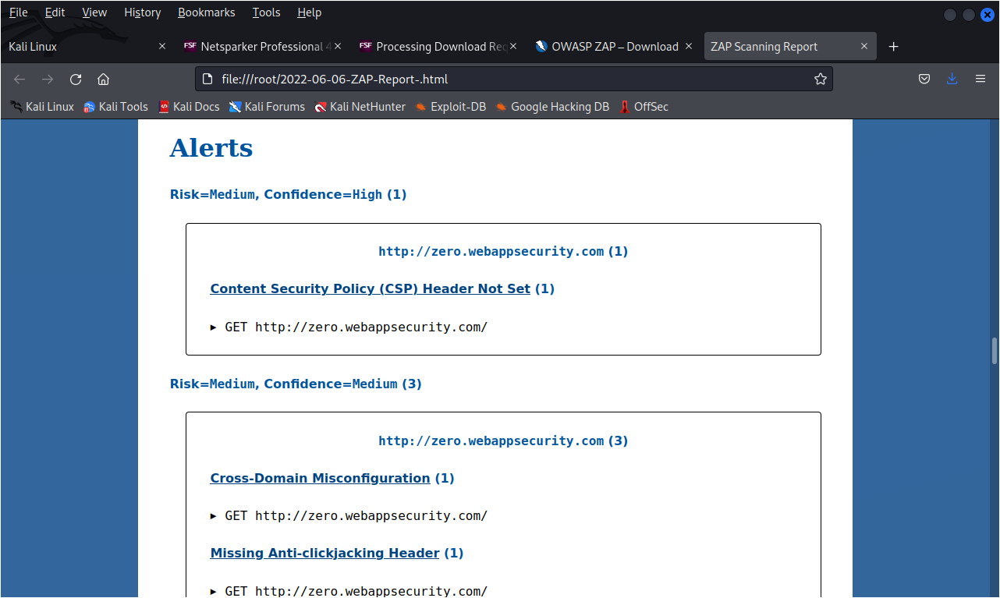 File Edit View History Bookmarks Tools Help
Kali Linux Netsparker Professional 4 Processing Download Req OWASP ZAP – Download ZAP Scanning Report
file:///root/2022-06-06-ZAP-Report-.html
Kali Linux Kali Tools Kali Docs Kali Forums Kali NetHunter Exploit-DB Google Hacking DB OffSec
Alerts
Risk=Medium, Confidence=High (1)
http://zero.webappsecurity.com (1)
Content Security Policy (CSP) Header Not Set (1)
▶ GET http://zero.webappsecurity.com/
Risk=Medium, Confidence=Medium (3)
http://zero.webappsecurity.com (3)
Cross-Domain Misconfiguration (1)
▶ GET http://zero.webappsecurity.com/
Missing Anti-clickjacking Header (1)
▶ GET http://zero.webappsecurity.com/